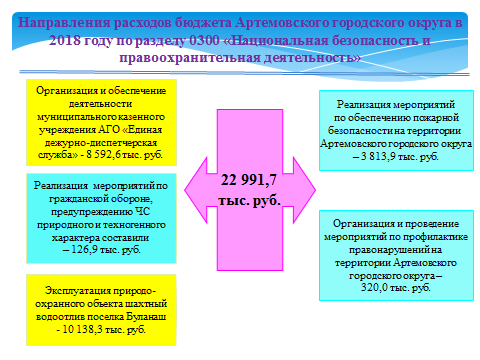 Направления расходов бюджета Артемовского городского округа в
2018 году по разделу 0300 «Национальная безопасность и
правоохранительная деятельность»
Организация и обеспечение
деятельности
муниципального казенного
учреждения АГО «Единая
дежурно-диспетчерская
служба» - 8 592,6 тыс. руб.
Реализация мероприятий по
гражданской обороне,
предупреждению ЧС
природного и техногенного
характера составили
– 126,9 тыс. руб.
Эксплуатация природо-
охранного объекта шахтный
водоотлив поселка Буланаш
- 10 138,3 тыс. руб.
22 991,7
тыс. руб.
Реализация мероприятий
по обеспечению пожарной
безопасности на территории
Артемовского городского округа
– 3 813,9 тыс. руб.
Организация и проведение
мероприятий по профилактике
правонарушений на
территории Артемовского
городского округа –
320,0 тыс. руб.